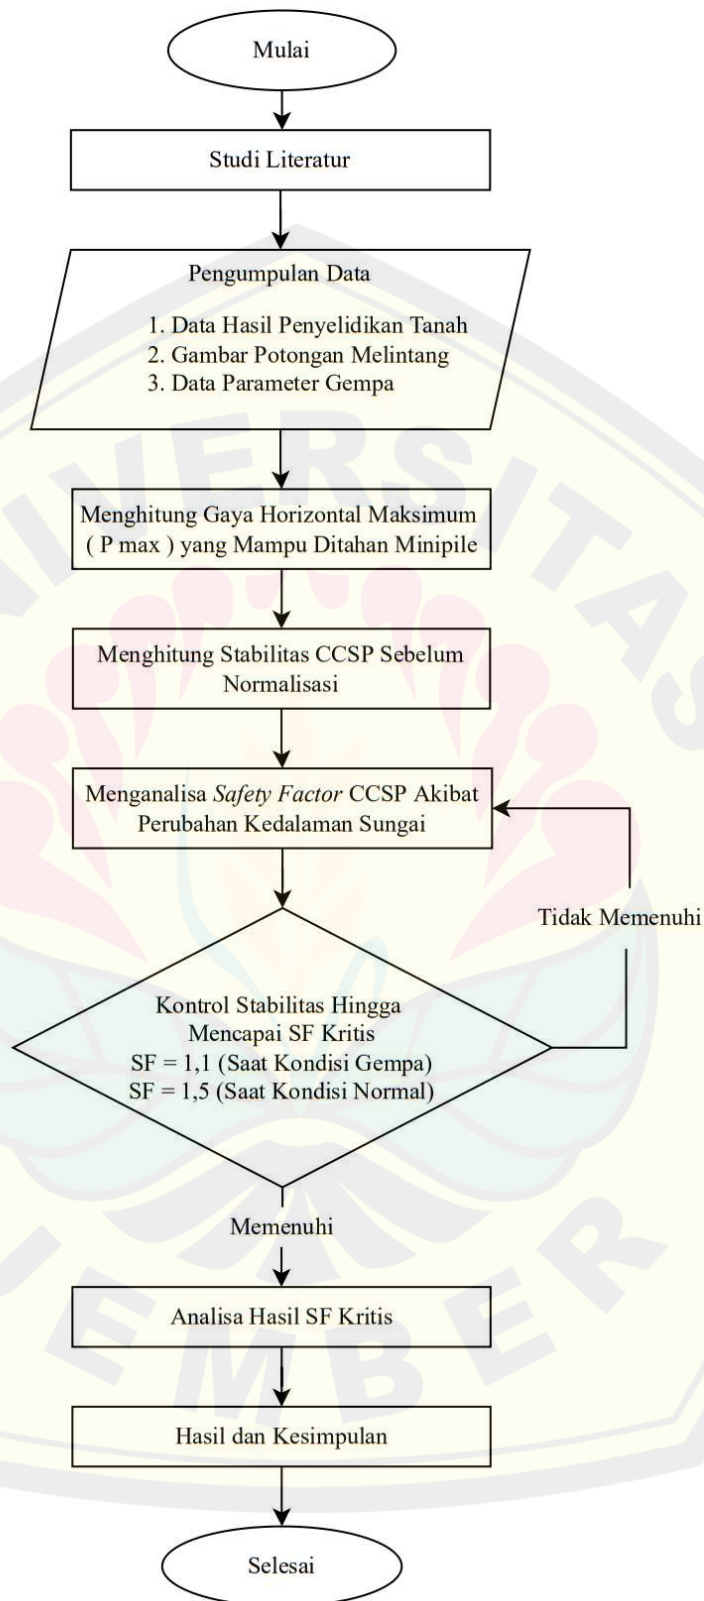 Mulai
Studi Literatur
Pengumpulan Data
1. Data Hasil Penyelidikan Tanah
2. Gambar Potongan Melintang
3. Data Parameter Gempa
Menghitung Gaya Horizontal Maksimum
( P max ) yang Mampu Ditahan Minipile
Menghitung Stabilitas CCSP Sebelum
Normalisasi
Menganalisa Safety Factor CCSP Akibat
Perubahan Kedalaman Sungai
Tidak Memenuhi
Kontrol Stabilitas Hingga
Mencapai SF Kritis
SF = 1,1 (Saat Kondisi Gempa)
SF = 1,5 (Saat Kondisi Normal)
Memenuhi
Analisa Hasil SF Kritis
Hasil dan Kesimpulan
Selesai
UNIVERSITAS
JEMBER